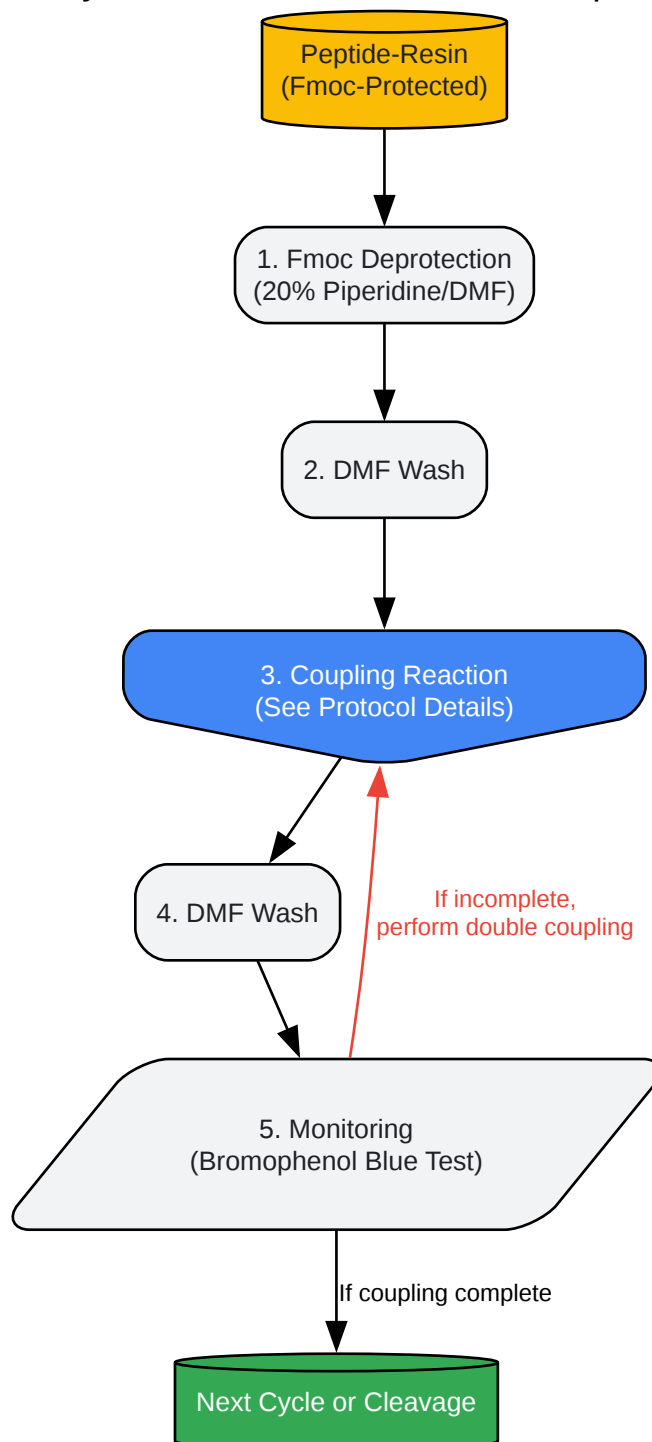 Peptide-Resin
(Fmoc-Protected)
1. Fmoc Deprotection
(20% Piperidine/DMF)
2. DMF Wash
3. Coupling Reaction
(See Protocol Details)
4. DMF Wash
If incomplete,
perform double coupling
5. Monitoring
(Bromophenol Blue Test)
If coupling complete
Next Cycle or Cleavage